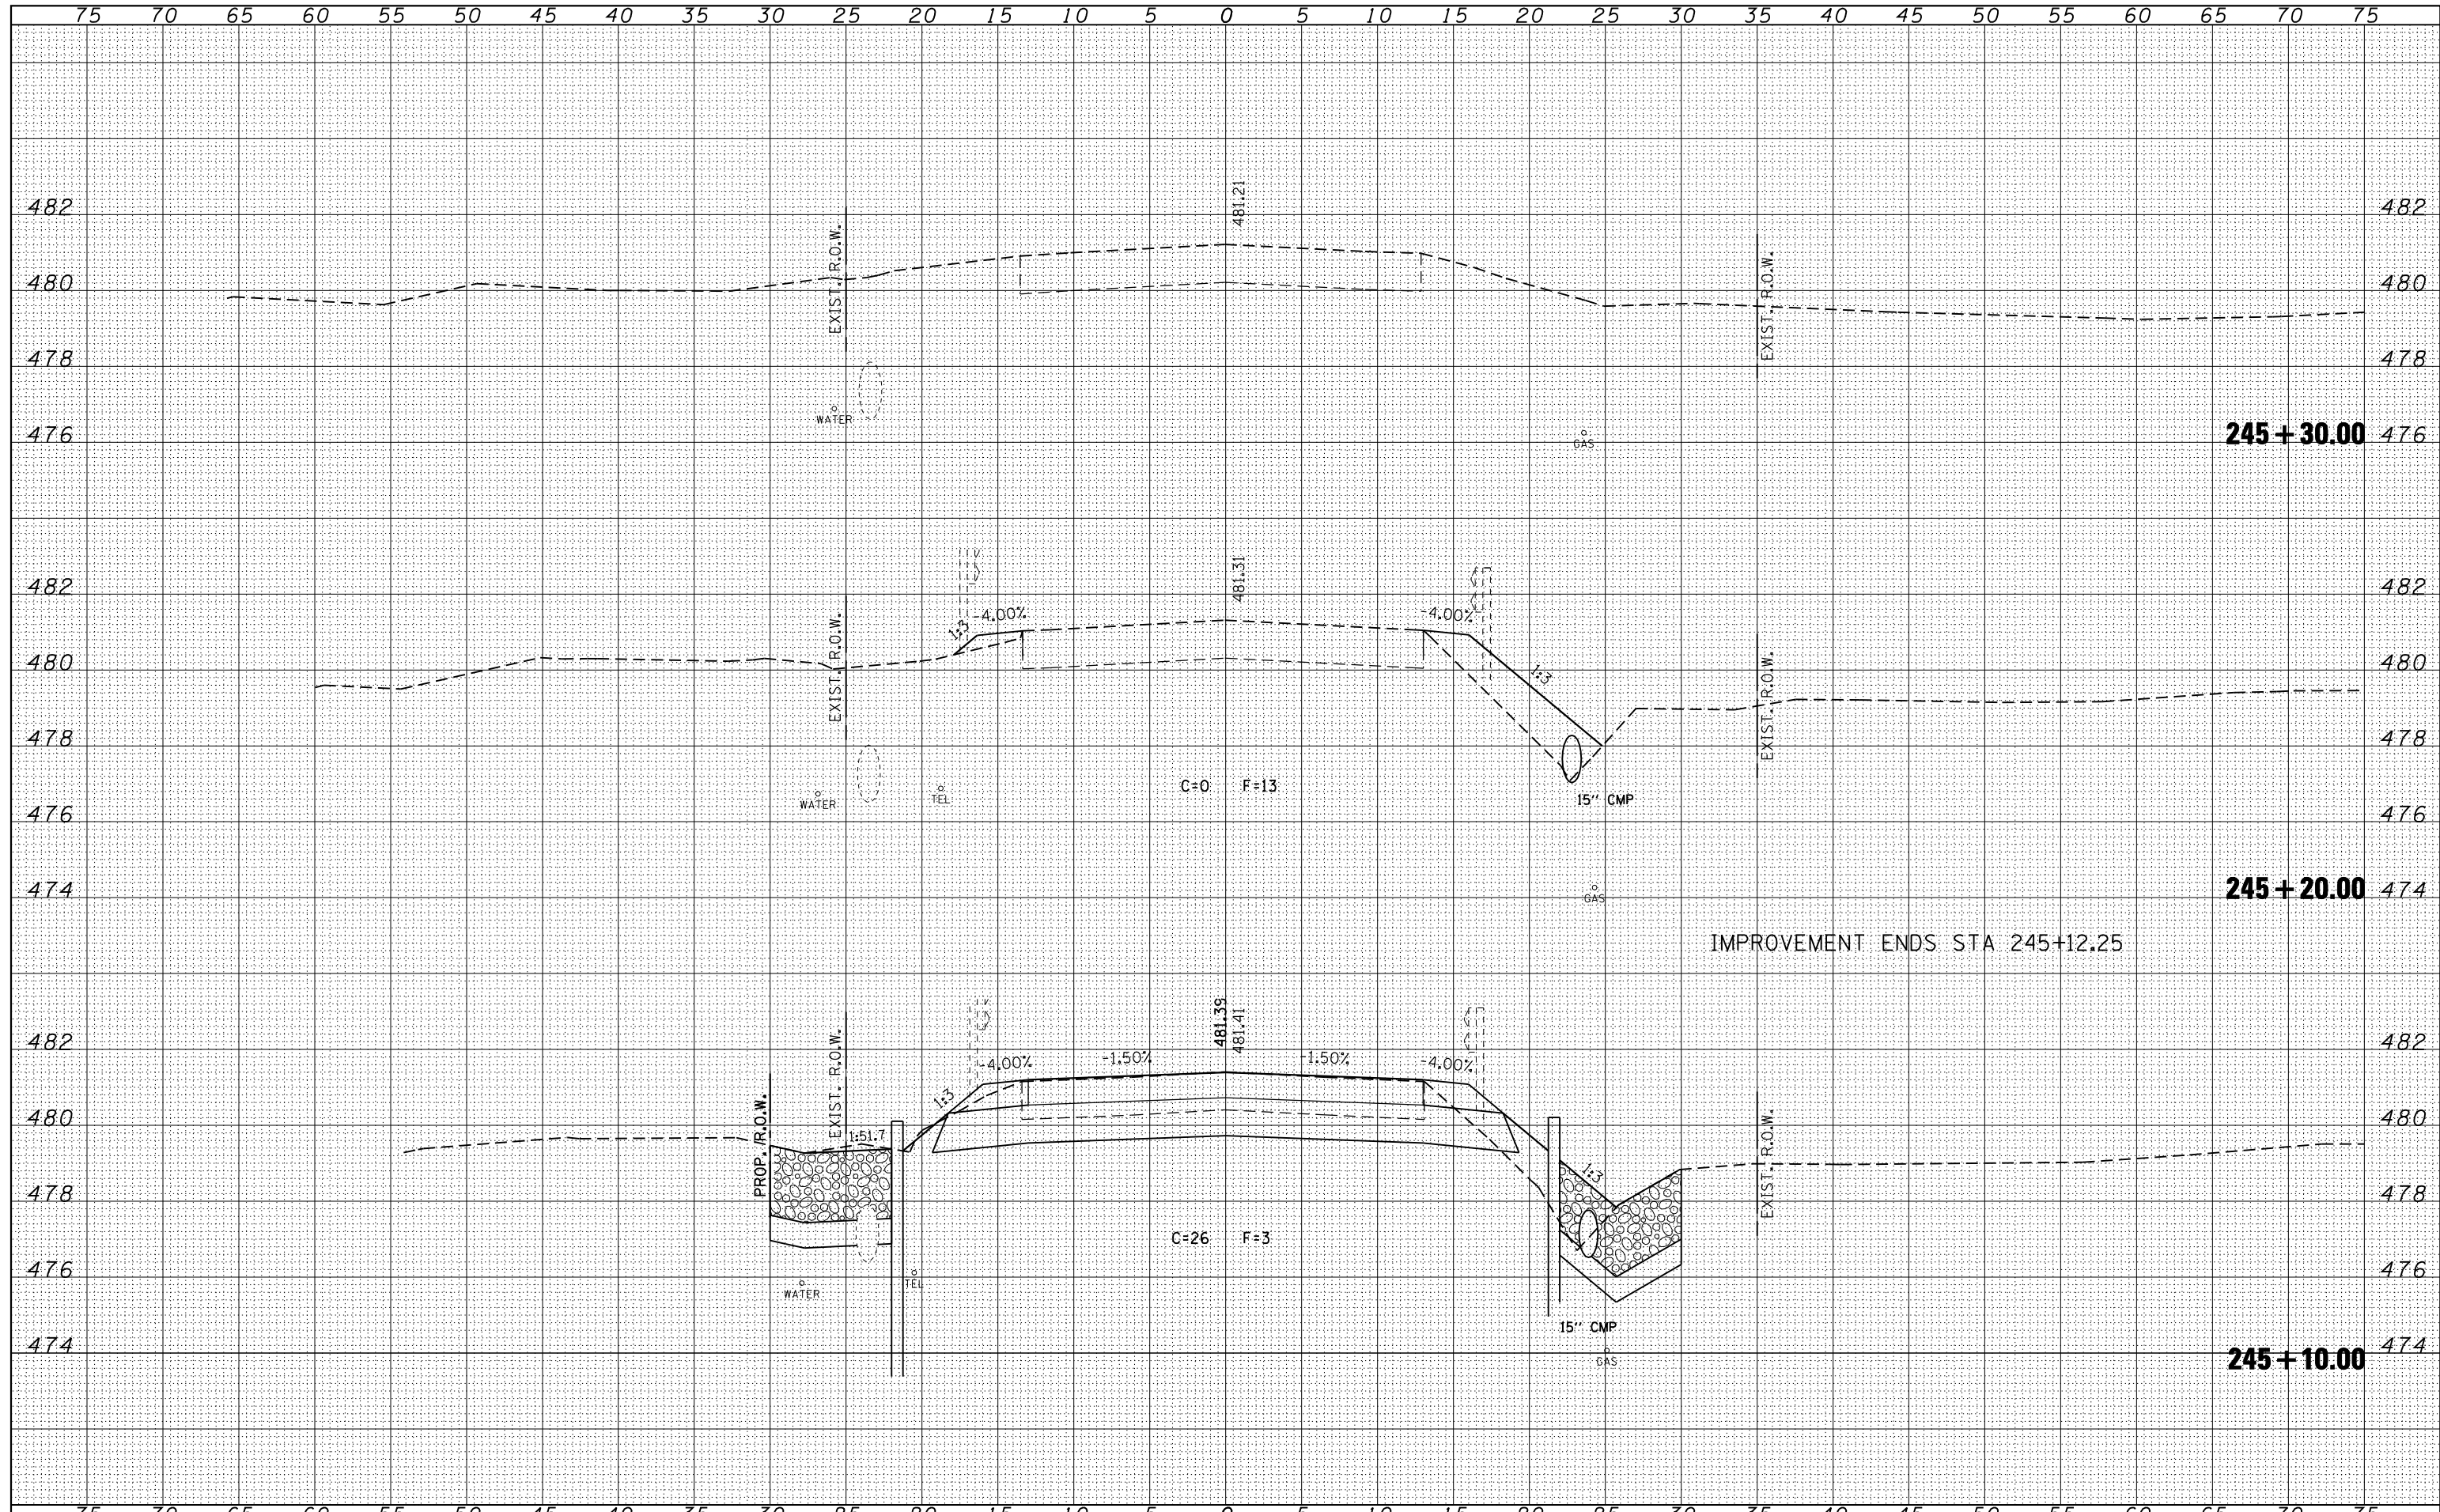 75 70 65 60 55 50 45 40 35 30 25 20 15 10 5 0 5 10 15 20 25 30 35 40 45 50 55 60 65 70 75
481.21
482 482
EXIST. R.O.W.
EXIST. R.O.W.
480 480
478 478
WATER
GAS
476 245+30.00 476
481.31
482 482
1:3 -4.00% -4.00%
EXIST. R.O.W.
EXIST. R.O.W.
1:3
480 480
478 478
C=0 F=13
WATER TEL 15" CMP
476 476
474 245+20.00 474
GAS
IMPROVEMENT ENDS STA 245+12.25
481.39
481.41
482 482
-4.00% -1.50% -1.50% -4.00%
1:3
PROP. R.O.W.
EXIST. R.O.W.
EXIST. R.O.W.
480 480
1:51.7
1:3
478 478
C=26 F=3
476 476
WATER TEL
15" CMP
474 474
GAS
245+10.00
75 70 65 60 55 50 45 40 35 30 25 20 15 10 5 0 5 10 15 20 25 30 35 40 45 50 55 60 65 70 75